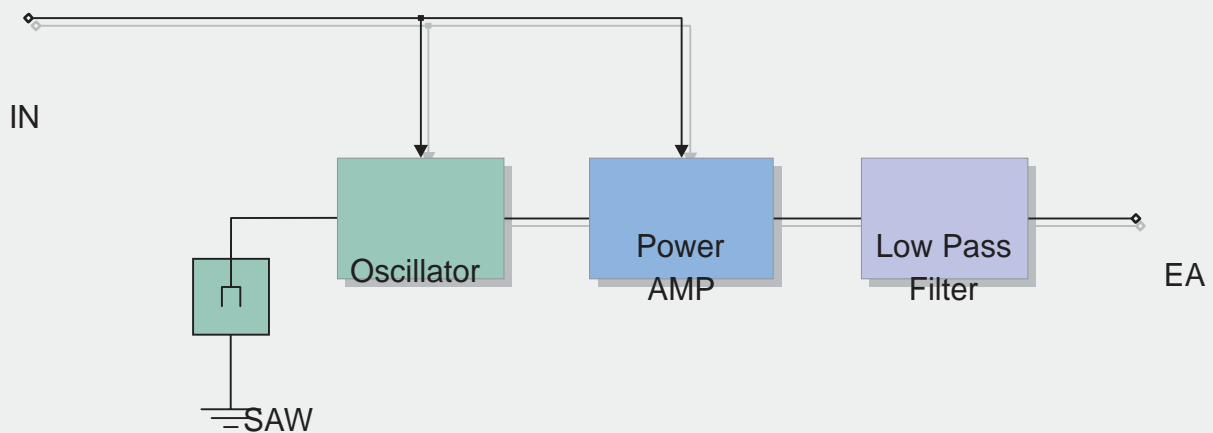 IN
Oscillator
Power
AMP
Low Pass
Filter
EA
SAW